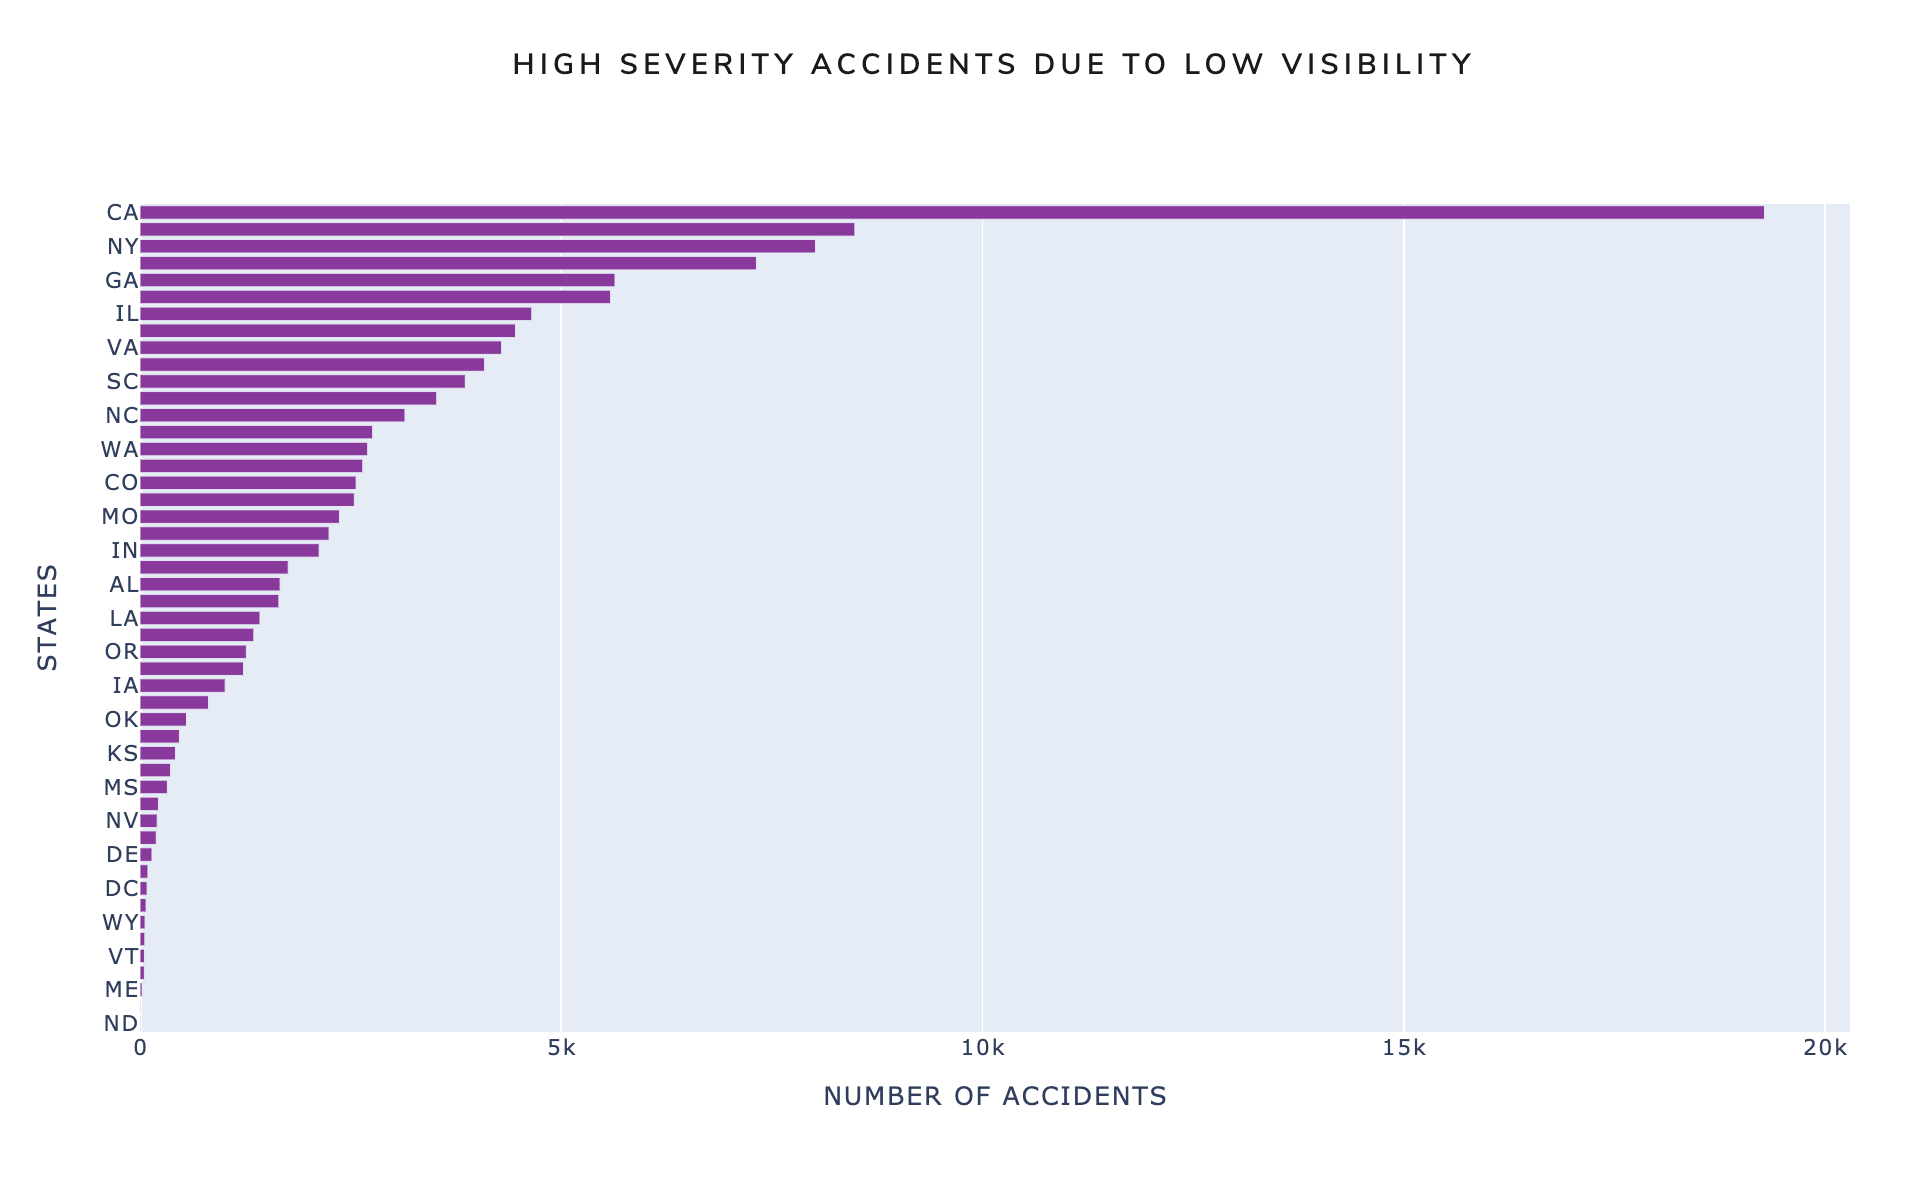 HIGH SEVERITY ACCIDENTS DUE TO LOW VISIBILITY
CA
NY
GA
IL
VA
SC
NC
WA
CO
MO
IN
AL
LA
OR
IA
OK
KS
MS
NV
DE
DC
WY
VT
ME
ND
STATES
0 5k 10k 15k 20k
NUMBER OF ACCIDENTS